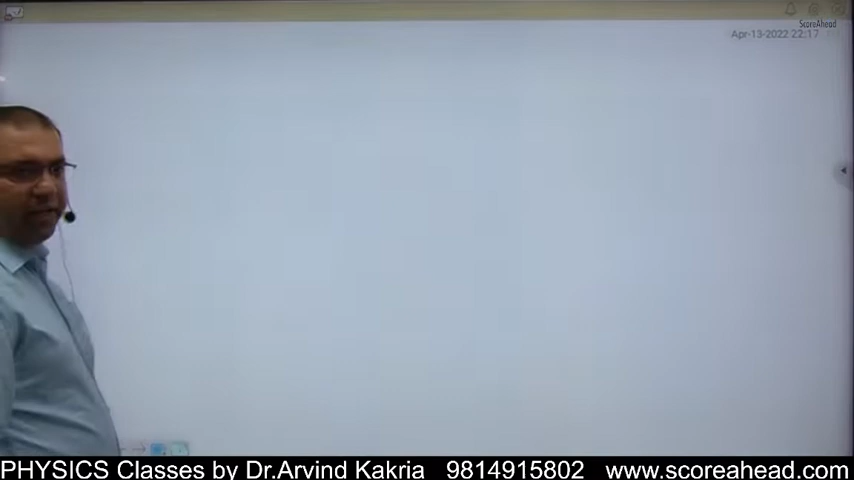 ScoreAhead
Apr-13-2022 22:17
PHYSICS Classes by Dr.Arvind Kakria 9814915802 www.scoreahead.com